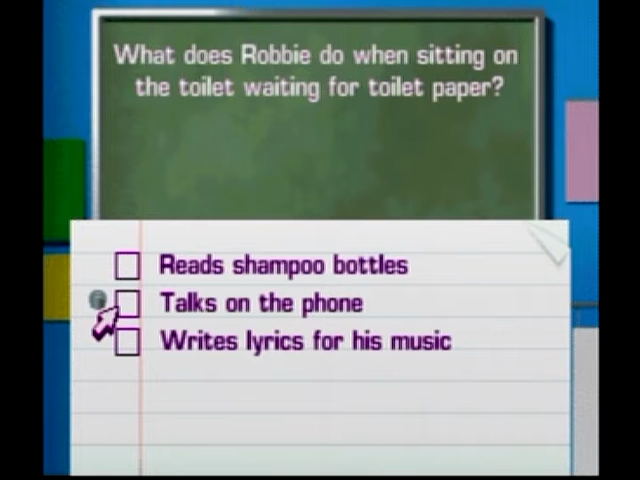 What does Robbie do when sitting on
the toilet waiting for toilet paper?
Reads shampoo bottles
Talks on the phone
Writes lyrics for his music